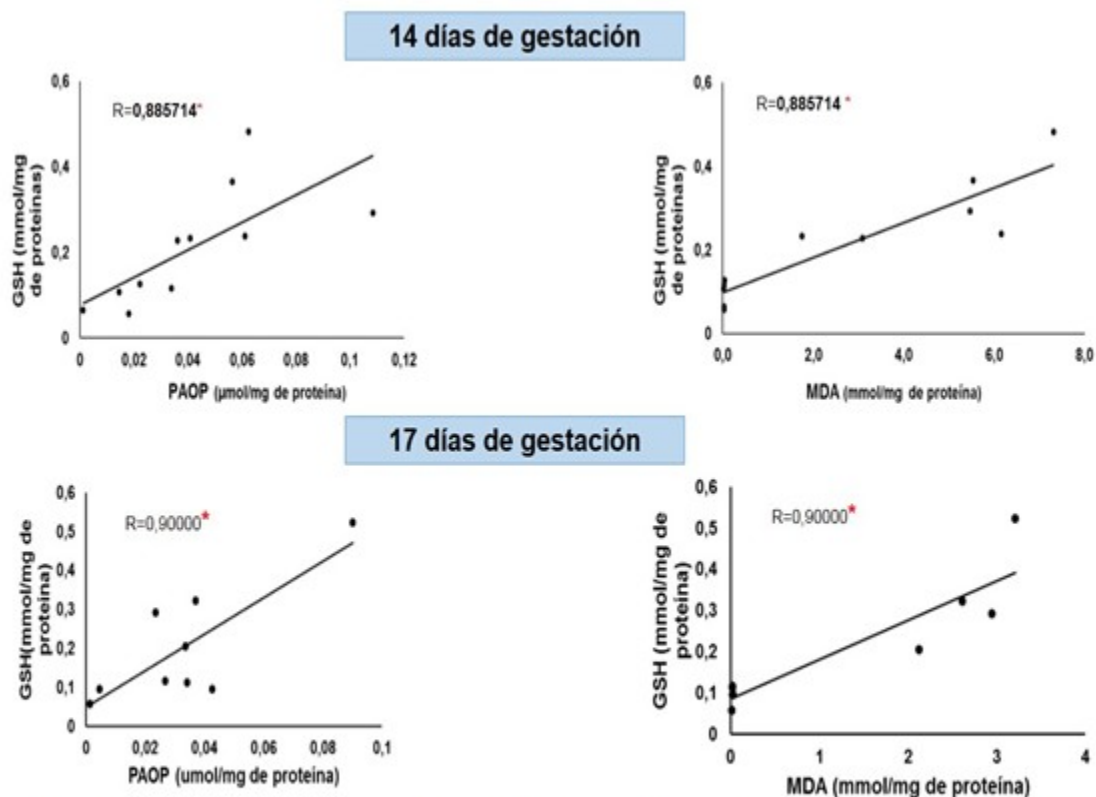 14 días de gestación
GSH (mmol/mg
de proteínas)
0,6
0,4
0,2
0
R=0,885714*
0 0,02 0,04 0,06 0,08 0,1 0,12
PAOP (µmol/mg de proteína)
GSH (mmol/mg
de proteínas)
0,6
0,4
0,2
0
R=0,885714 *
0,0 2,0 4,0 6,0 8,0
MDA (mmol/mg de proteína)
17 días de gestación
GSH(mmol/mg de
proteína)
0,6
0,5
0,4
0,3
0,2
0,1
0
R=0,90000*
0 0,02 0,04 0,06 0,08 0,1
PAOP (umol/mg de proteína)
GSH (mmol/mg de
proteína)
0,6
0,5
0,4
0,3
0,2
0,1
0
R=0,90000*
0 1 2 3 4
MDA (mmol/mg de proteína)